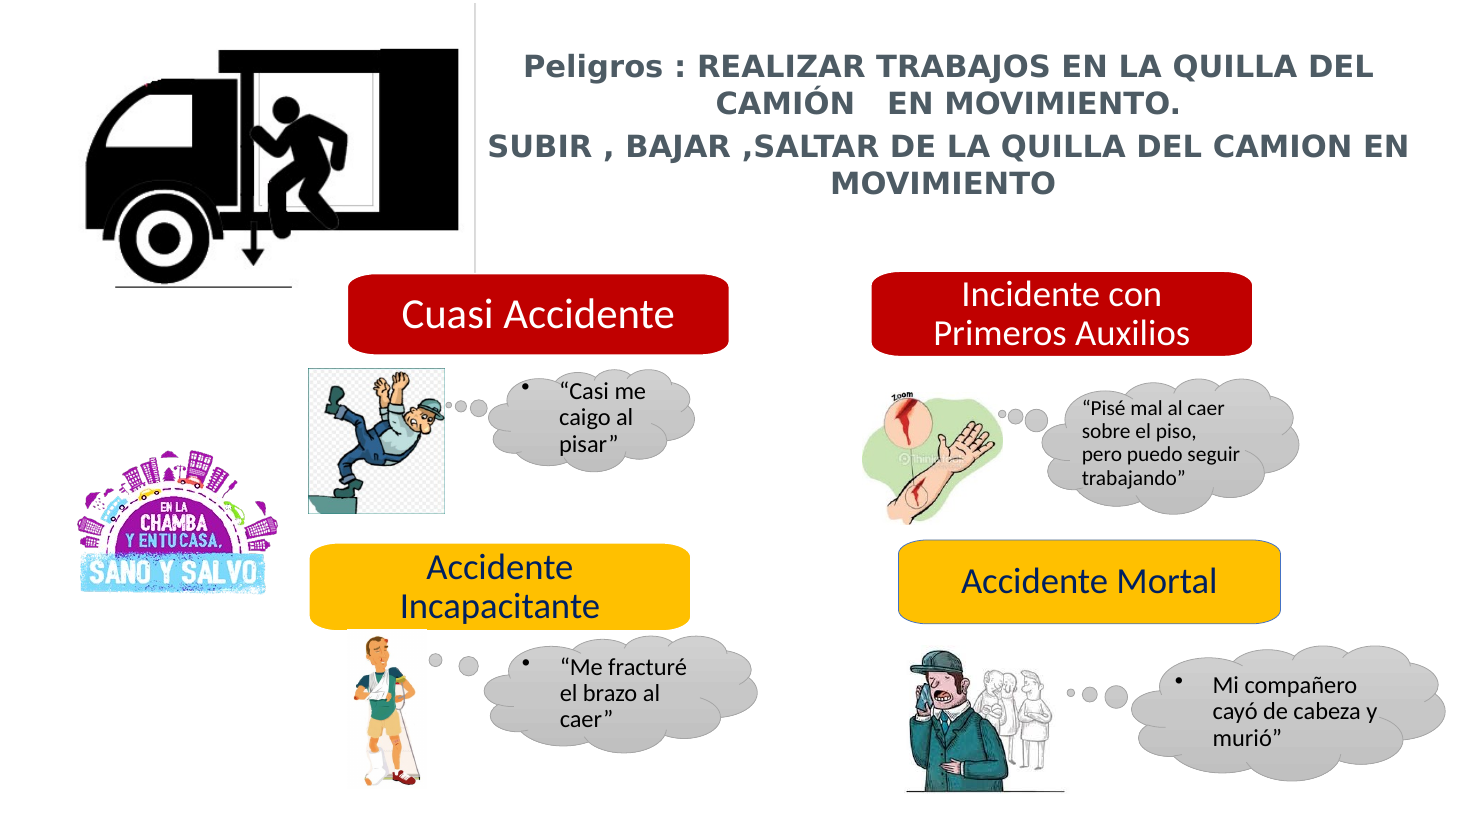 Peligros : REALIZAR TRABAJOS EN LA QUILLA DEL
CAMIÓN   EN MOVIMIENTO.
SUBIR , BAJAR ,SALTAR DE LA QUILLA DEL CAMION EN
MOVIMIENTO
Cuasi Accidente
Incidente con
Primeros Auxilios
• “Casi me
caigo al
pisar”
Zoom
“Pisé mal al caer
sobre el piso,
pero puedo seguir
trabajando”
EN LA
CHAMBA
Y EN TU CASA,
SANO Y SALVO
Accidente
Incapacitante
Accidente Mortal
• “Me fracturé
el brazo al
caer”
• Mi compañero
cayó de cabeza y
murió”